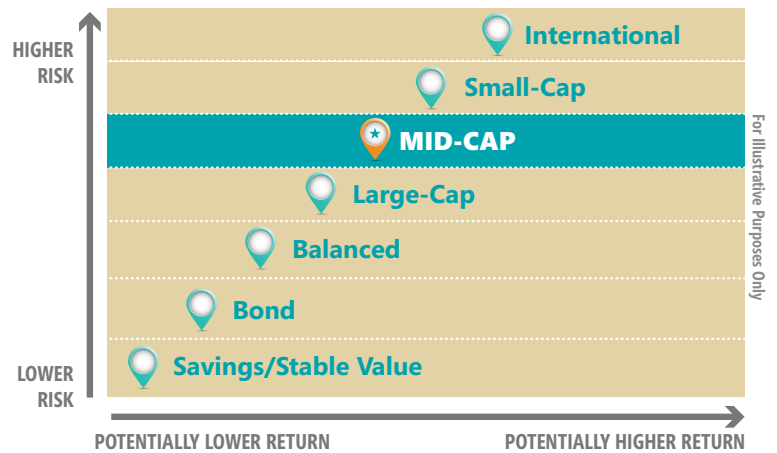 HIGHER
RISK
International
Small-Cap
MID-CAP
Large-Cap
Balanced
Bond
Savings/Stable Value
LOWER
RISK
POTENTIALLY LOWER RETURN
POTENTIALLY HIGHER RETURN
For Illustrative Purposes Only